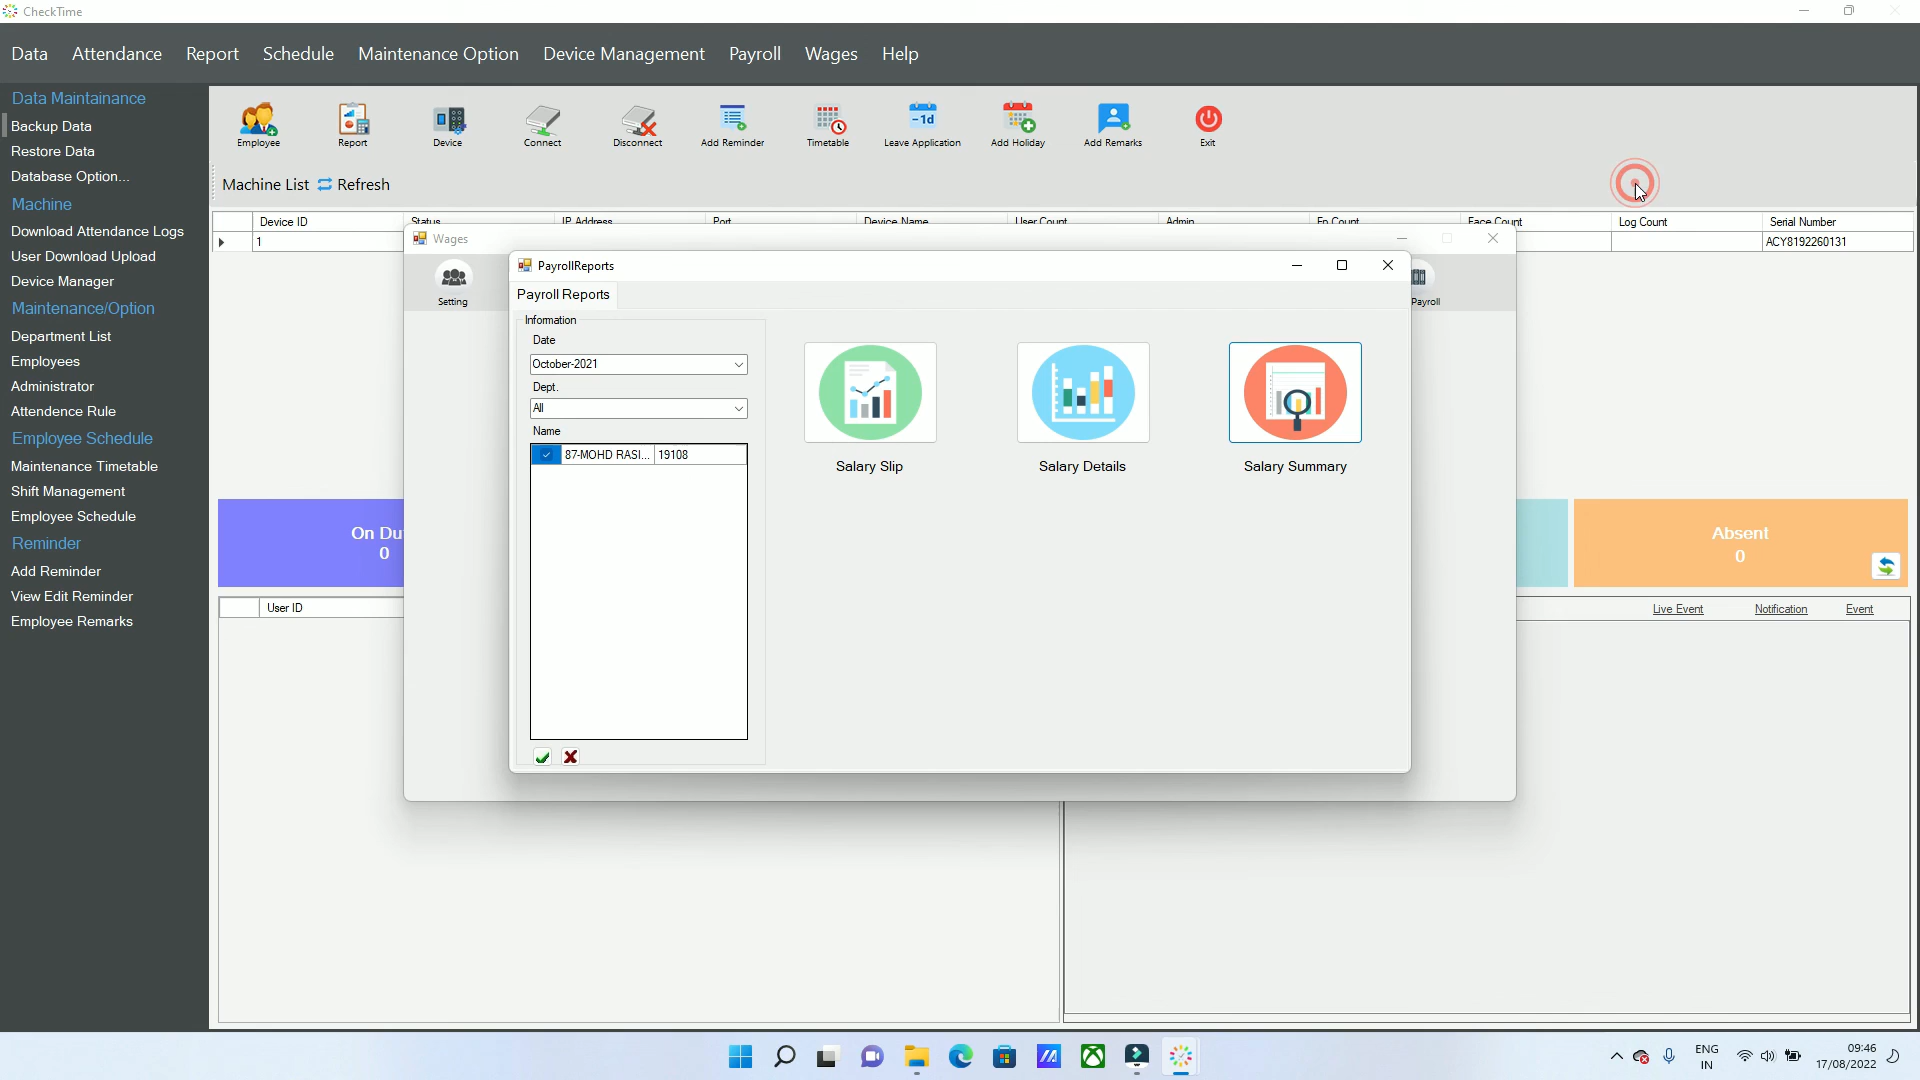 CheckTime
Data Attendance Report Schedule Maintenance Option Device Management Payroll Wages Help
Data Maintainance
Backup Data
Restore Data
Database Option...
Machine
Download Attendance Logs
User Download Upload
Device Manager
Maintenance/Option
Department List
Employees
Administrator
Attendence Rule
Employee Schedule
Maintenance Timetable
Shift Management
Employee Schedule
Reminder
Add Reminder
View Edit Reminder
Employee Remarks
Employee Report Device Connect Disconnect Add Reminder Timetable Leave Application Add Holiday Add Remarks Exit
-1d
Machine List Refresh
Device ID Status IP Address Port Device Name User Count Admin Fp Count Face Count Log Count Serial Number
1 ACY8192260131
Wages
Setting
Payroll
PayrollReports
Payroll Reports
Information
Date
October-2021
Dept.
All
Name
87-MOHD RASI... 19108
Salary Slip Salary Details Salary Summary
On Du
0
Absent
0
User ID
Live Event Notification Event
ENG
IN
09:46
17/08/2022